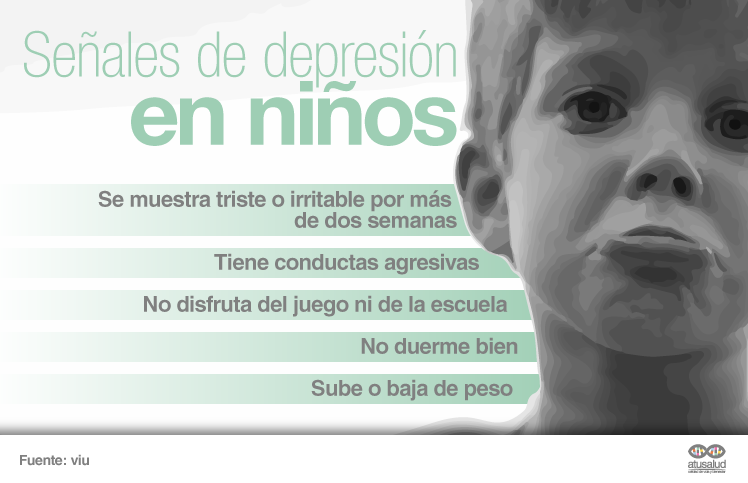 Señales de depresión
en niños
Se muestra triste o irritable por más
de dos semanas
Tiene conductas agresivas
No disfruta del juego ni de la escuela
No duerme bien
Sube o baja de peso
Fuente: viu
atusalud